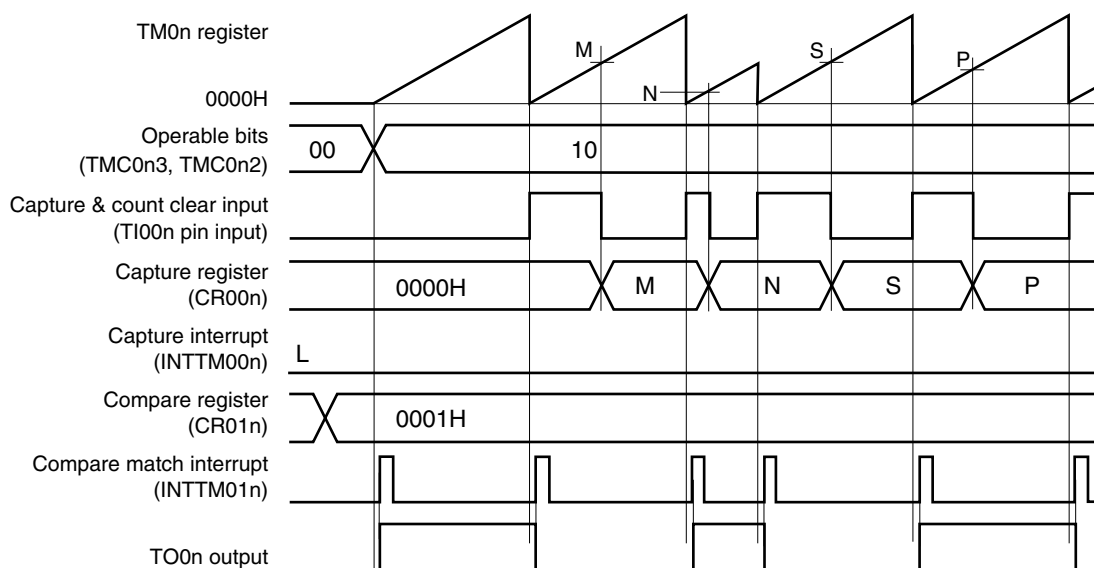 TM0n register
M
S
P
N
0000H
Operable bits
(TMC0n3, TMC0n2)
00
10
Capture & count clear input
(TI00n pin input)
Capture register
(CR00n)
0000H
M
N
S
P
Capture interrupt
(INTTM00n)
L
Compare register
(CR01n)
0001H
Compare match interrupt
(INTTM01n)
TO0n output